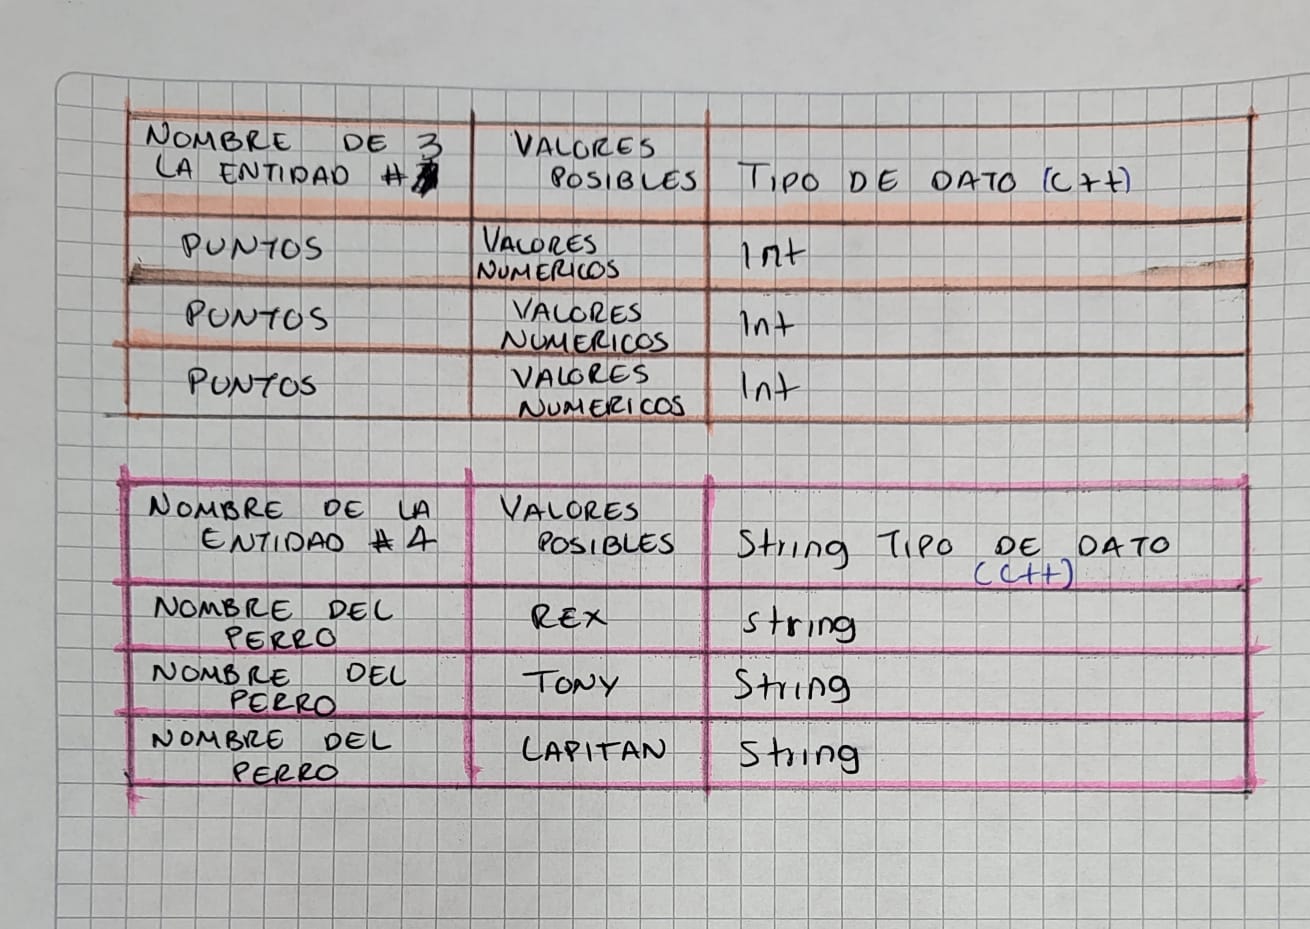 NOMBRE DE 3
LA ENTIDAD #
VALORES
POSIBLES
TIPO DE DATO (C++)
PUNTOS
VALORES
NUMERICOS
Int
PUNTOS
VALORES
NUMERICOS
Int
PUNTOS
VALORES
NUMERICOS
Int
NOMBRE DE LA
ENTIDAD # 4
VALORES
POSIBLES
String TIPO DE DATO
(C++)
NOMBRE DEL
PERRO
REX
string
NOMBRE DEL
PERRO
TONY
String
NOMBRE DEL
PERRO
CAPITAN
String